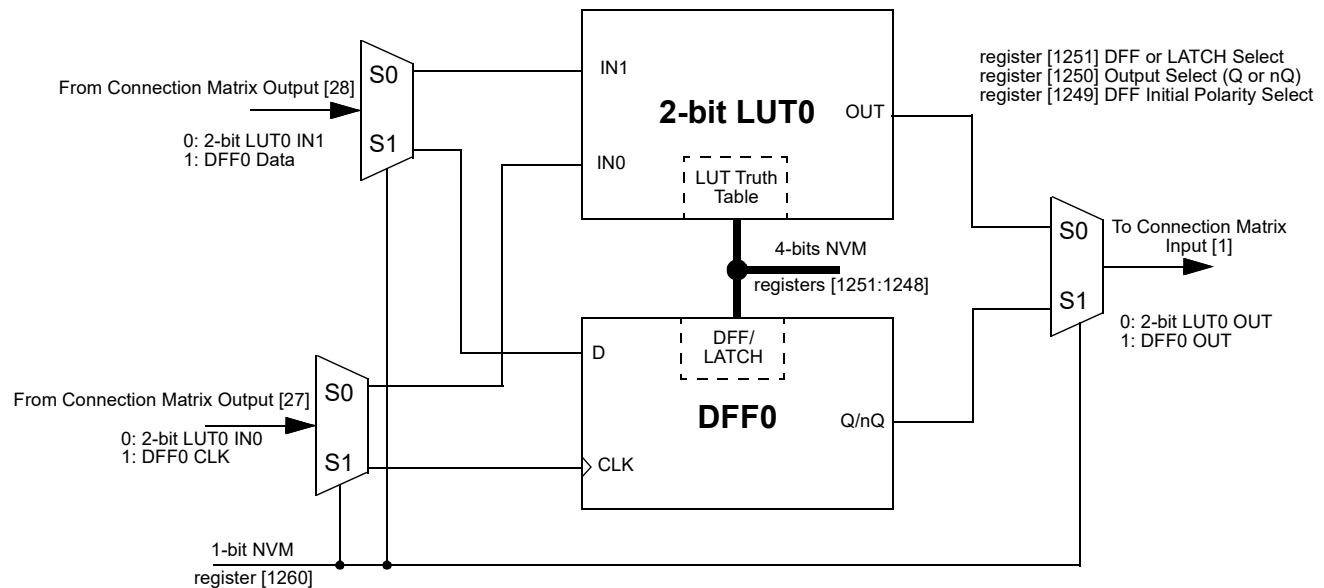 From Connection Matrix Output [28]
0: 2-bit LUT0 IN1
1: DFF0 Data
S0
S1
IN1
IN0
2-bit LUT0
OUT
LUT Truth
Table
register [1251] DFF or LATCH Select
register [1250] Output Select (Q or nQ)
register [1249] DFF Initial Polarity Select
4-bits NVM
registers [1251:1248]
S0
S1
To Connection Matrix
Input [1]
0: 2-bit LUT0 OUT
1: DFF0 OUT
From Connection Matrix Output [27]
0: 2-bit LUT0 IN0
1: DFF0 CLK
S0
S1
D
DFF/
LATCH
DFF0
Q/nQ
CLK
1-bit NVM
register [1260]